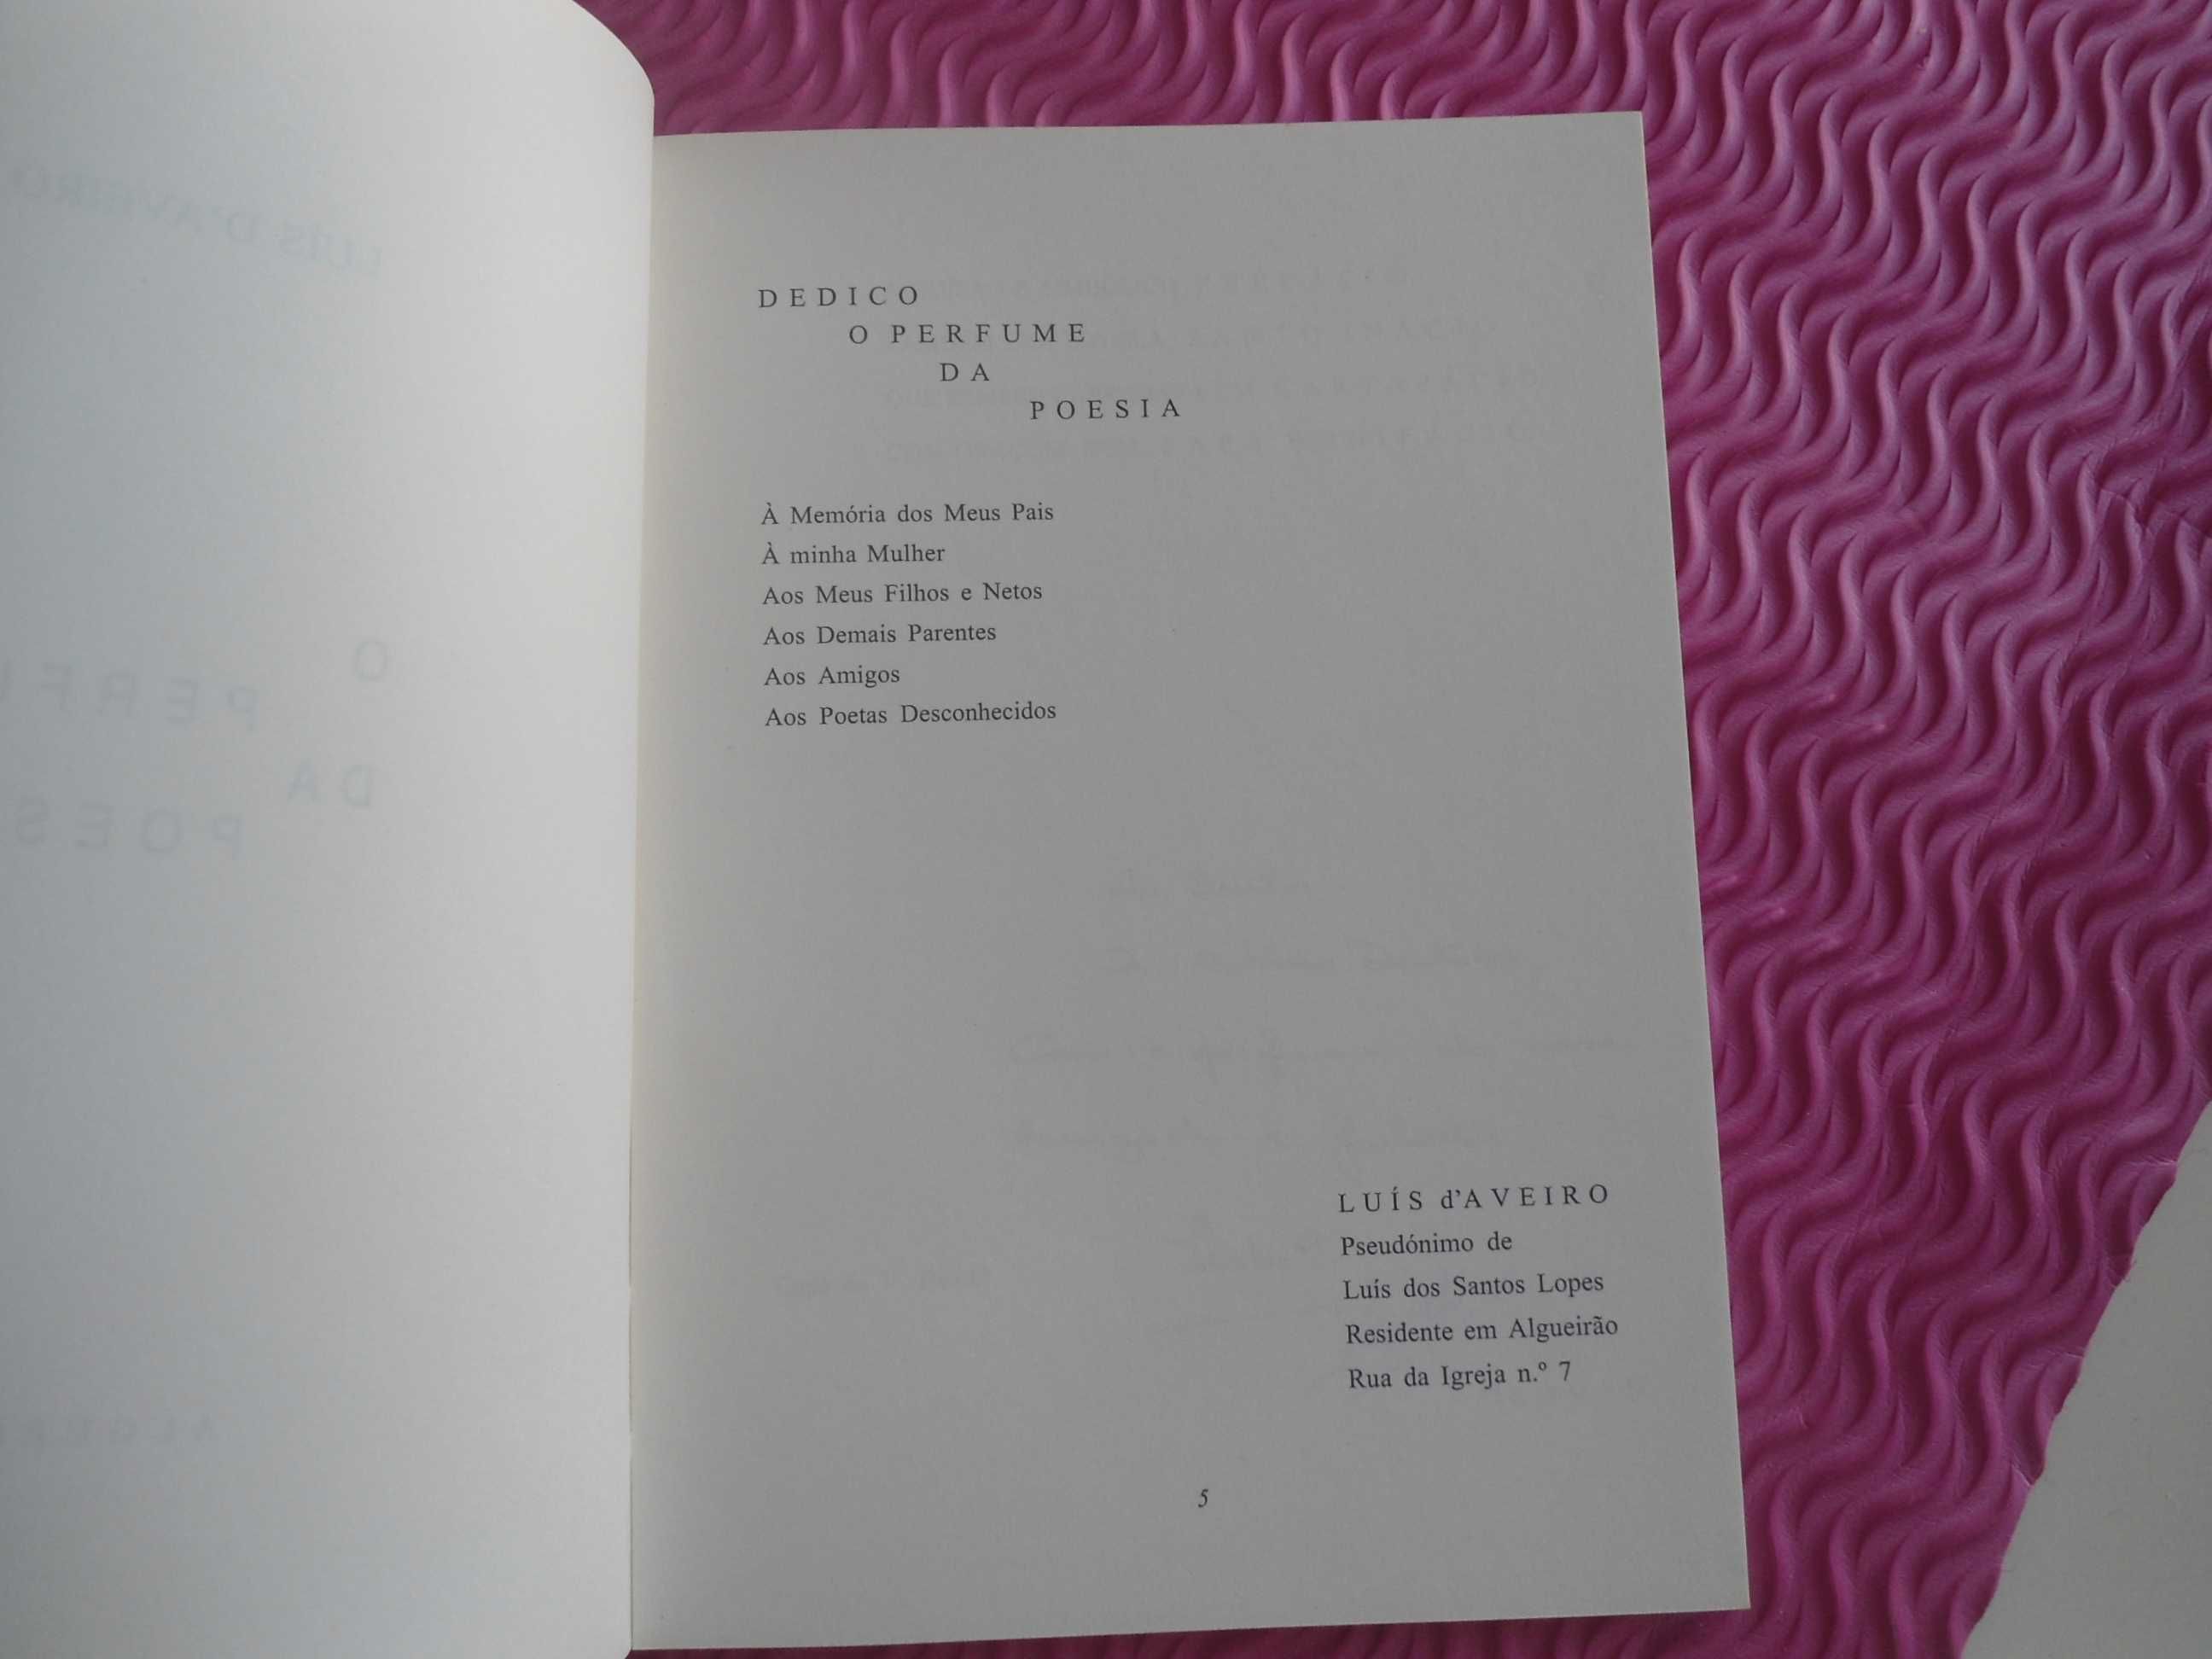 DEDICO
O PERFUME
DA
POESIA
À Memória dos Meus Pais
À minha Mulher
Aos Meus Filhos e Netos
Aos Demais Parentes
Aos Amigos
Aos Poetas Desconhecidos
LUÍS d'AVEIRO
Pseudónimo de
Luís dos Santos Lopes
Residente em Algueirão
Rua da Igreja n.º 7
5